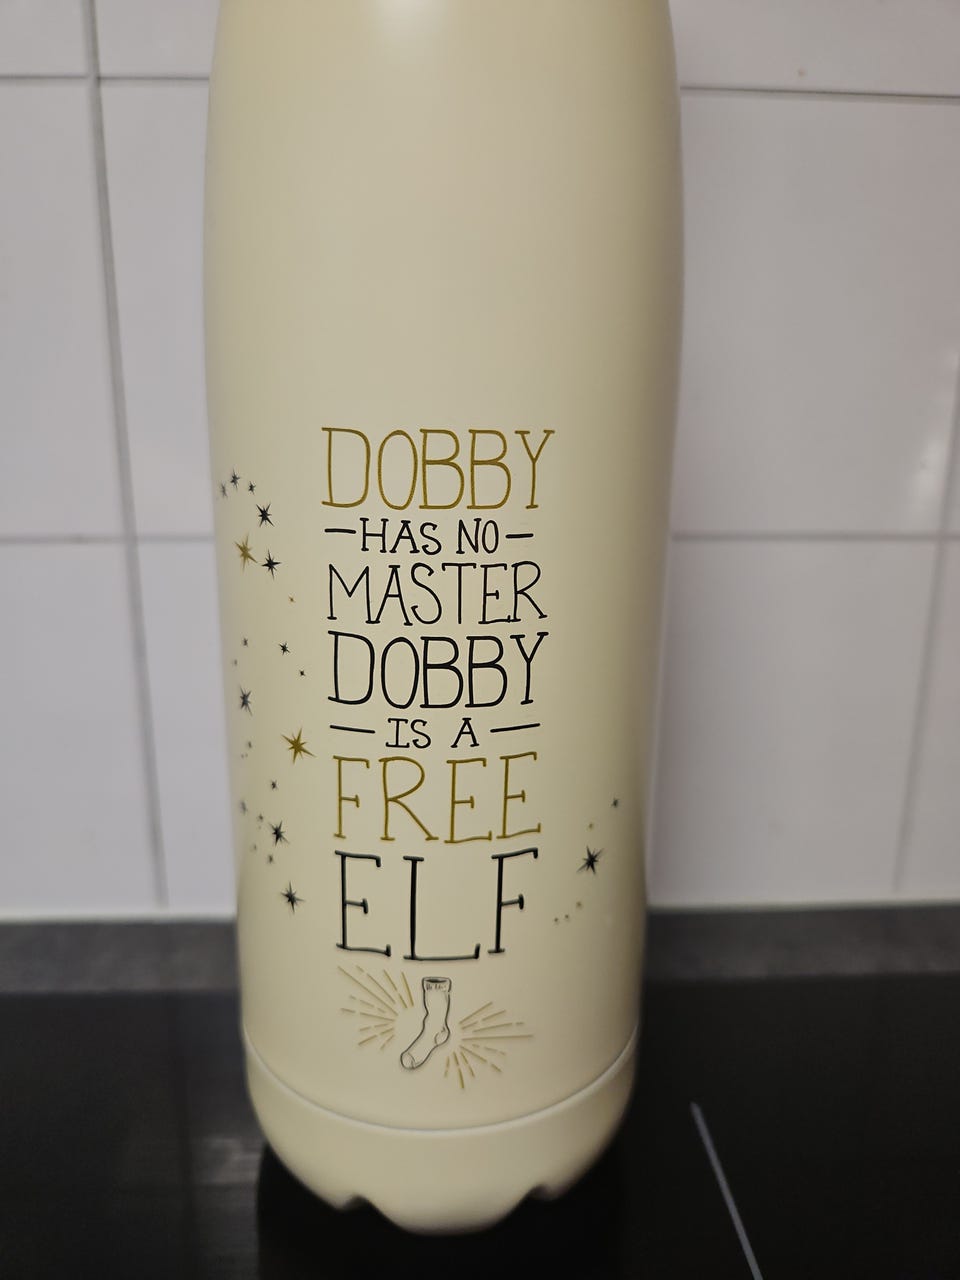 DOBBY
—HAS NO—
MASTER
DOBBY
— IS A —
FREE
ELF